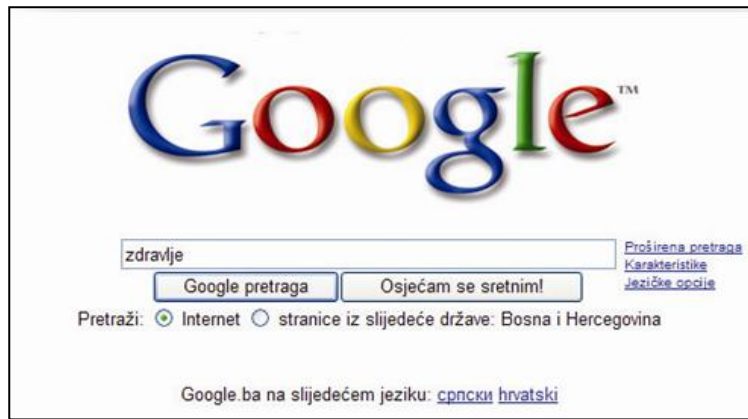 Google™
zdravlje
Proširena pretraga
Karakteristike
Jezičke opcije
Google pretraga
Osjećam se sretnim!
Pretraži: Internet stranice iz slijedeće države: Bosna i Hercegovina
Google.ba na slijedećem jeziku: српски hrvatski